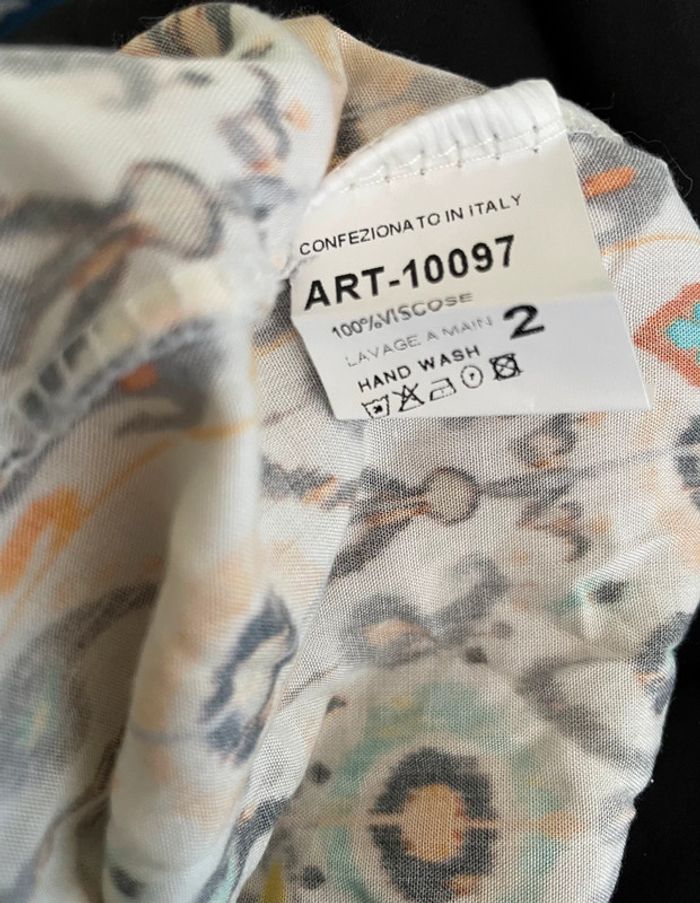 CONFEZIONATO IN ITALY
ART-10097
100%VISCOSE
LAVAGE A MAIN 2
HAND WASH